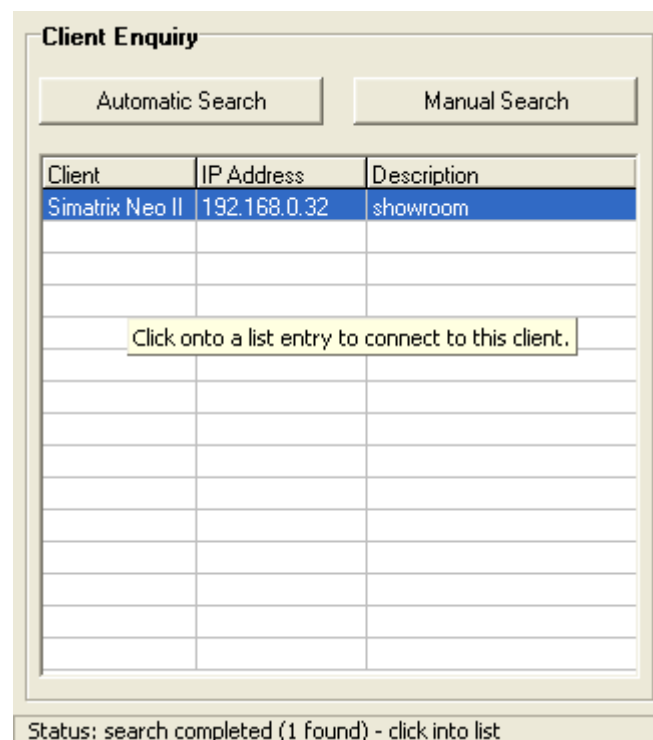 Client Enquiry
Automatic Search Manual Search
Client IP Address Description
Simatrix Neo II 192.168.0.32 showroom
Click onto a list entry to connect to this client.
Status: search completed (1 found) - click into list